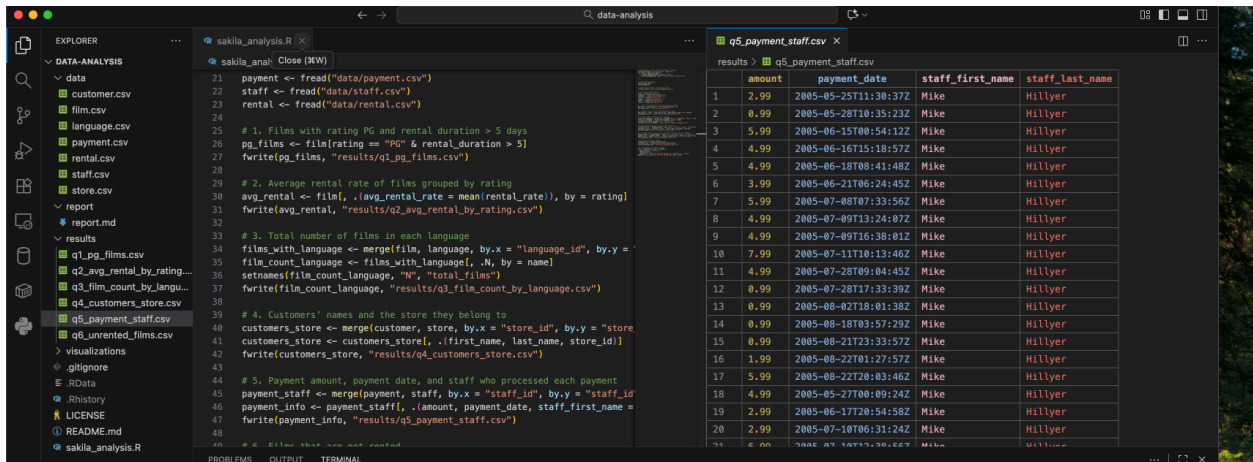 data-analysis
EXPLORER
DATA-ANALYSIS
data
customer.csv
film.csv
language.csv
payment.csv
rental.csv
staff.csv
store.csv
report
report.md
results
q1_pg_films.csv
q2_avg_rental_by_rating....
q3_film_count_by_langu...
q4_customers_store.csv
q5_payment_staff.csv
q6_unrented_films.csv
visualizations
.gitignore
.RData
.Rhistory
LICENSE
README.md
sakila_analysis.R
sakila_analysis.R
sakila_anal
Close (⌘W)
21 payment <- fread("data/payment.csv")
22 staff <- fread("data/staff.csv")
23 rental <- fread("data/rental.csv")
24
25 # 1. Films with rating PG and rental duration > 5 days
26 pg_films <- film[rating == "PG" & rental_duration > 5]
27 fwrite(pg_films, "results/q1_pg_films.csv")
28
29 # 2. Average rental rate of films grouped by rating
30 avg_rental <- film[, .(avg_rental_rate = mean(rental_rate)), by = rating]
31 fwrite(avg_rental, "results/q2_avg_rental_by_rating.csv")
32
33 # 3. Total number of films in each language
34 films_with_language <- merge(film, language, by.x = "language_id", by.y = "
35 film_count_language <- films_with_language[, .N, by = name]
36 setnames(film_count_language, "N", "total_films")
37 fwrite(film_count_language, "results/q3_film_count_by_language.csv")
38
39 # 4. Customers' names and the store they belong to
40 customers_store <- merge(customer, store, by.x = "store_id", by.y = "store_
41 customers_store <- customers_store[, .(first_name, last_name, store_id)]
42 fwrite(customers_store, "results/q4_customers_store.csv")
43
44 # 5. Payment amount, payment date, and staff who processed each payment
45 payment_staff <- merge(payment, staff, by.x = "staff_id", by.y = "staff_id"
46 payment_info <- payment_staff[, .(amount, payment_date, staff_first_name =
47 fwrite(payment_info, "results/q5_payment_staff.csv")
48
49 # 6. Films that are not rented
PROBLEMS OUTPUT TERMINAL
q5_payment_staff.csv
results > q5_payment_staff.csv
amount payment_date staff_first_name staff_last_name
1 2.99 2005-05-25T11:30:37Z Mike Hillyer
2 0.99 2005-05-28T10:35:23Z Mike Hillyer
3 5.99 2005-06-15T00:54:12Z Mike Hillyer
4 4.99 2005-06-16T15:18:57Z Mike Hillyer
5 4.99 2005-06-18T08:41:48Z Mike Hillyer
6 3.99 2005-06-21T06:24:45Z Mike Hillyer
7 5.99 2005-07-08T07:33:56Z Mike Hillyer
8 4.99 2005-07-09T13:24:07Z Mike Hillyer
9 4.99 2005-07-09T16:38:01Z Mike Hillyer
10 7.99 2005-07-11T10:13:46Z Mike Hillyer
11 4.99 2005-07-28T09:04:45Z Mike Hillyer
12 0.99 2005-07-28T17:33:39Z Mike Hillyer
13 0.99 2005-08-02T18:01:38Z Mike Hillyer
14 0.99 2005-08-18T03:57:29Z Mike Hillyer
15 0.99 2005-08-21T23:33:57Z Mike Hillyer
16 1.99 2005-08-22T01:27:57Z Mike Hillyer
17 5.99 2005-08-22T20:03:46Z Mike Hillyer
18 4.99 2005-05-27T00:09:24Z Mike Hillyer
19 2.99 2005-06-17T20:54:58Z Mike Hillyer
20 2.99 2005-07-10T06:31:24Z Mike Hillyer
21 6.99 2005-07-10T12:38:56Z Mike Hillyer